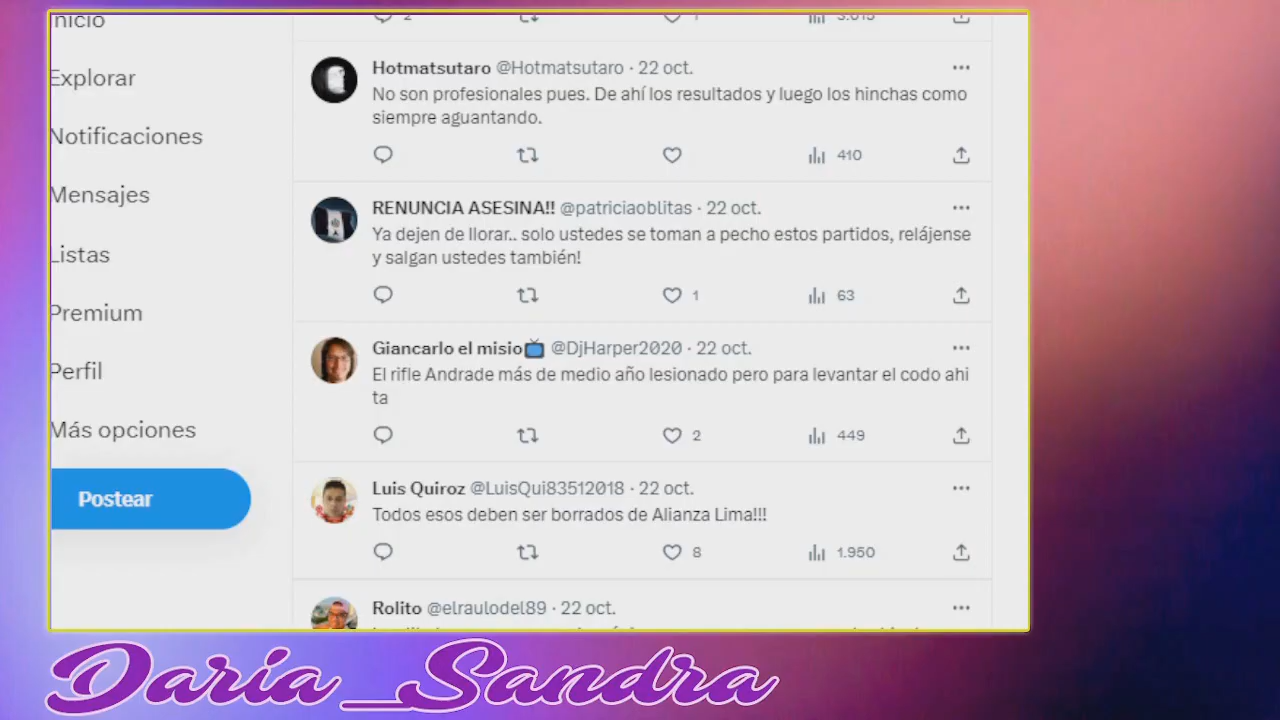 Inicio
Explorar
Notificaciones
Mensajes
Listas
Premium
Perfil
Más opciones
Postear
2
1
3.015
Hotmatsutaro @Hotmatsutaro · 22 oct.
No son profesionales pues. De ahí los resultados y luego los hinchas como
siempre aguantando.
410
RENUNCIA ASESINA!! @patriciaoblitas · 22 oct.
Ya dejen de llorar.. solo ustedes se toman a pecho estos partidos, relájense
y salgan ustedes también!
1
63
Giancarlo el misio📺 @DjHarper2020 · 22 oct.
El rifle Andrade más de medio año lesionado pero para levantar el codo ahi
ta
2
449
Luis Quiroz @LuisQui83512018 · 22 oct.
Todos esos deben ser borrados de Alianza Lima!!!
8
1.950
Rolito @elraulodel89 · 22 oct.
Daria_Sandra